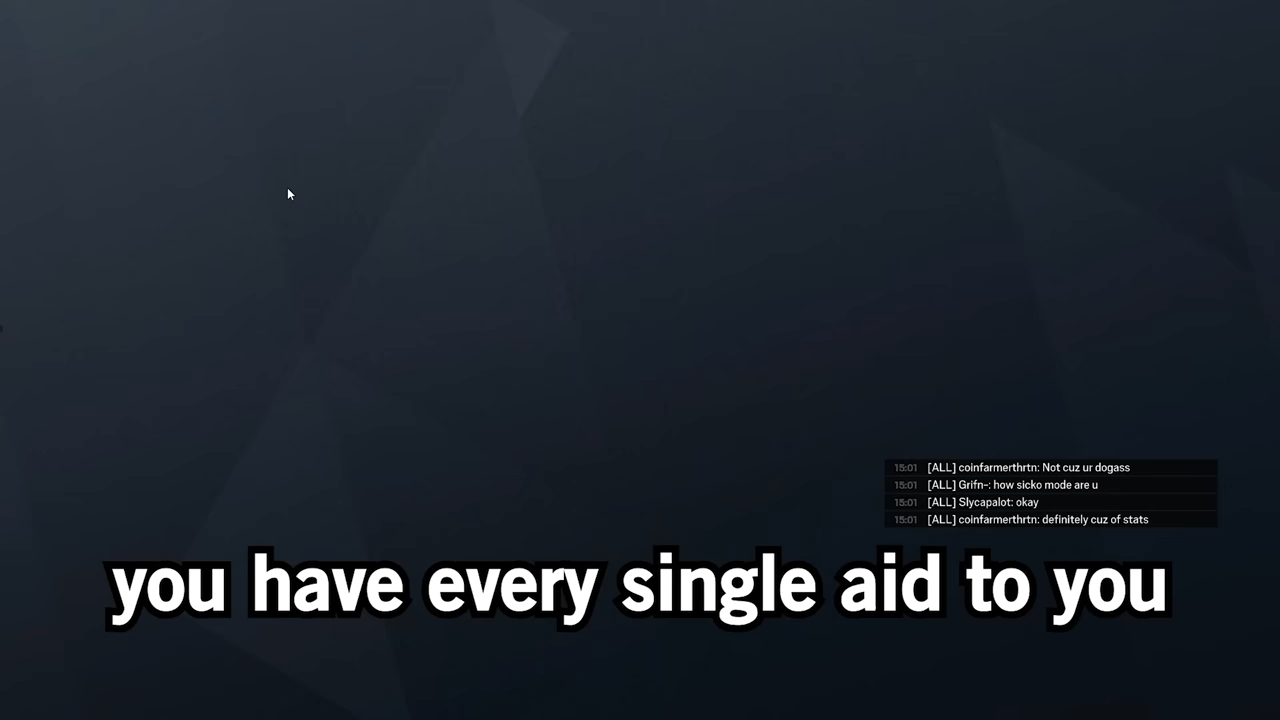 15:01 [ALL] coinfarmerthrtn: Not cuz ur dogass
15:01 [ALL] Grifn-: how sicko mode are u
15:01 [ALL] Slycapalot: okay
15:01 [ALL] coinfarmerthrtn: definitely cuz of stats
you have every single aid to you